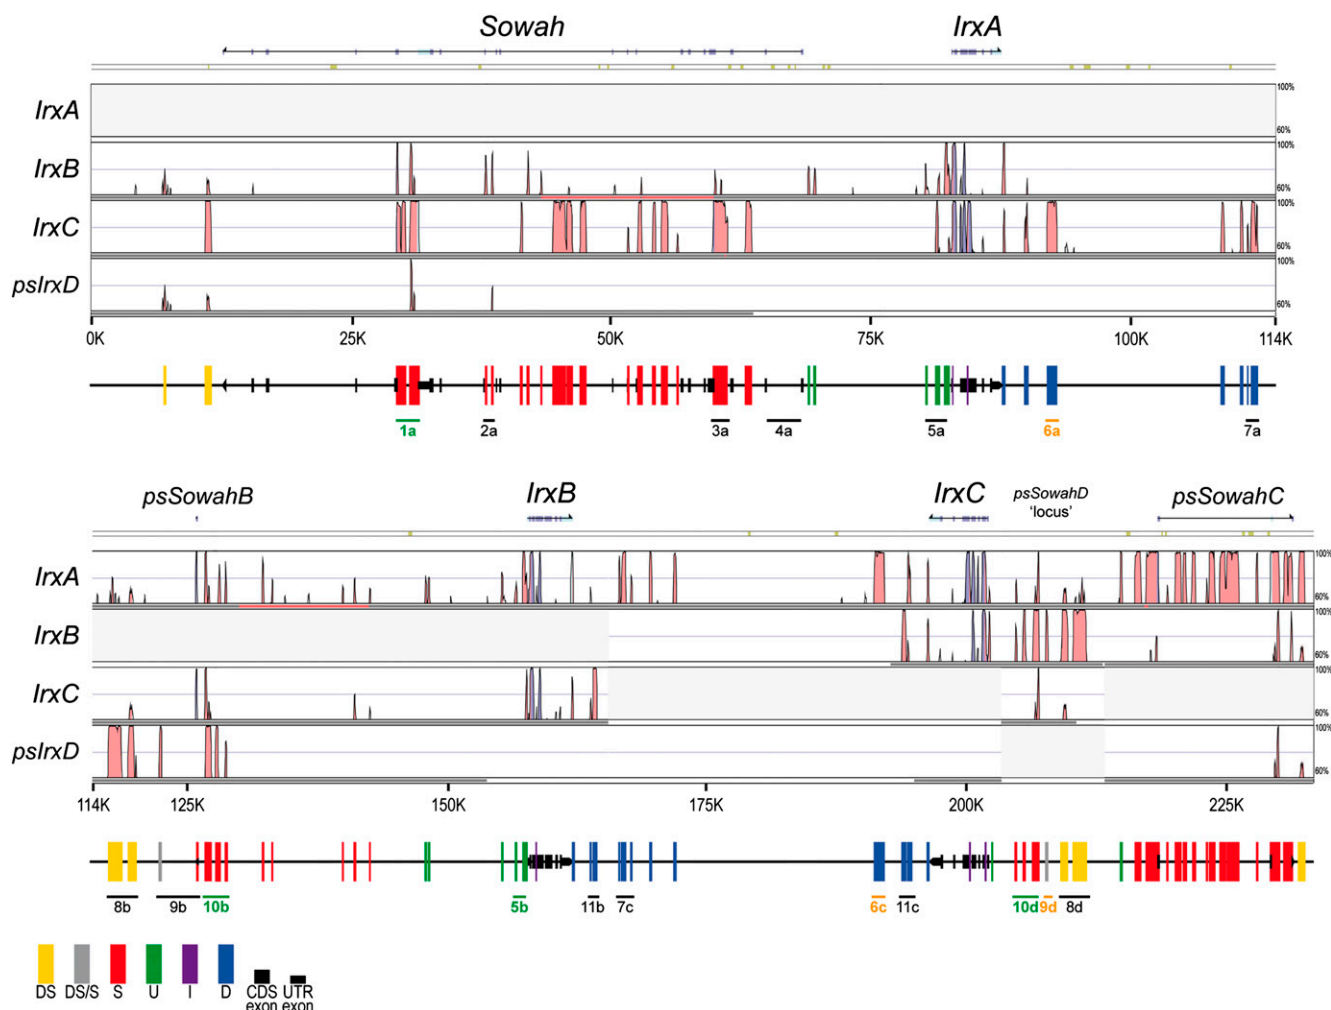 Sowah IrxA
IrxA 100% 60%
IrxB 100% 60%
IrxC 100% 60%
psIrxD 100% 60%
0K 25K 50K 75K 100K 114K
1a 2a 3a 4a 5a 6a 7a
psSowahB IrxB IrxC psSowahD 'locus' psSowahC
IrxA 100% 60%
IrxB 100% 60%
IrxC 100% 60%
psIrxD 100% 60%
114K 125K 150K 175K 200K 225K
8b 9b 10b 5b 11b 7c 6c 11c 10d 9d 8d
DS DS/S S U I D CDS exon UTR exon